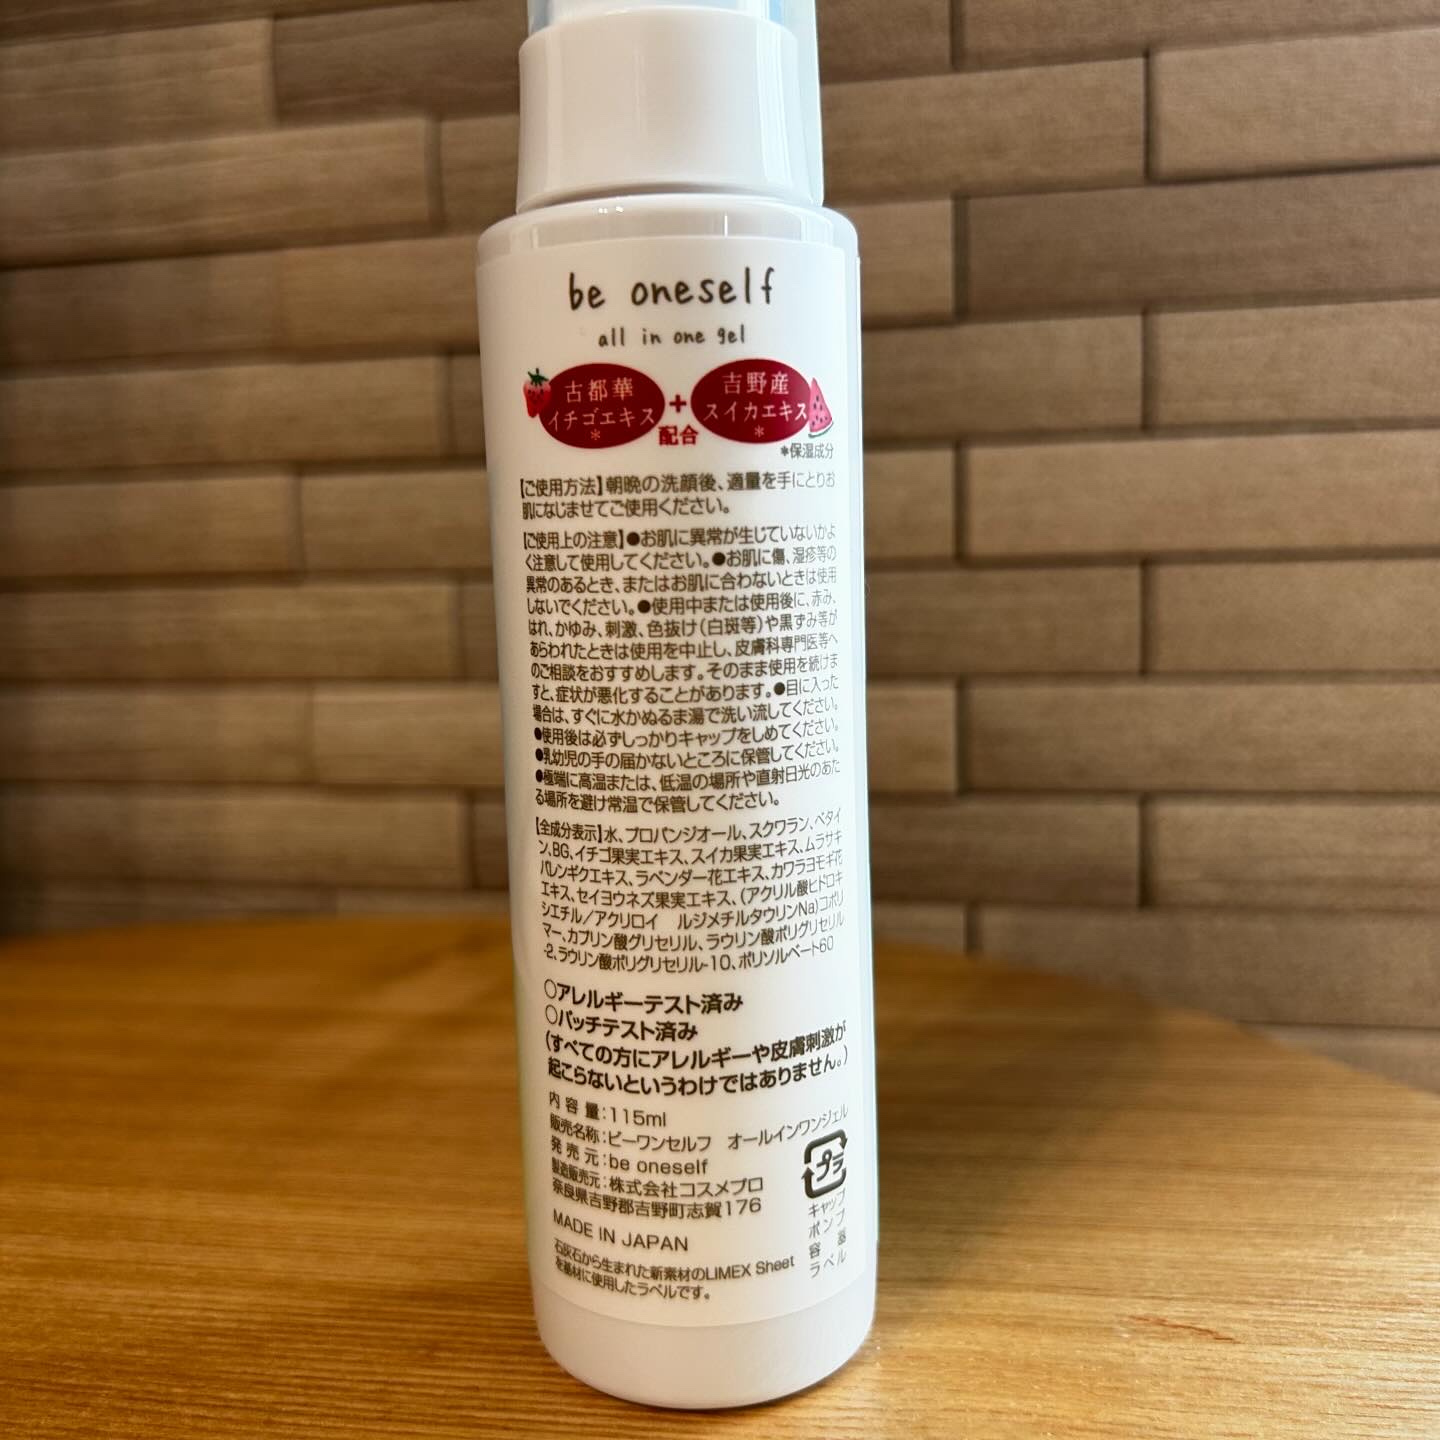 be oneself
all in one gel
古都華
イチゴエキス
*
+
配合
吉野産
スイカエキス
*
*保湿成分
【ご使用方法】朝晩の洗顔後、適量を手にとりお
肌になじませてご使用ください。
【ご使用上の注意】●お肌に異常が生じていないかよ
く注意して使用してください。●お肌に傷、湿疹等の
異常のあるとき、またはお肌に合わないときは使用
しないでください。●使用中または使用後に、赤み、
はれ、かゆみ、刺激、色抜け(白斑等)や黒ずみ等が
あらわれたときは使用を中止し、皮膚科専門医等へ
のご相談をおすすめします。そのまま使用を続けま
すと、症状が悪化することがあります。●目に入った
場合は、すぐに水かぬるま湯で洗い流してください。
●使用後は必ずしっかりキャップをしめてください。
●乳幼児の手の届かないところに保管してください。
●極端に高温または、低温の場所や直射日光のあた
る場所を避け常温で保管してください。
【全成分表示】水、プロパンジオール、スクワラン、ベタイ
ン、BG、イチゴ果実エキス、スイカ果実エキス、ムラサキ
バレンギクエキス、ラベンダー花エキス、カワラヨモギ花
エキス、セイヨウネズ果実エキス、(アクリル酸ヒドロキ
シエチル/アクリロイ　ルジメチルタウリンNa)コポリ
マー、カプリン酸グリセリル、ラウリン酸ポリグリセリル
-2、ラウリン酸ポリグリセリル-10、ポリソルベート60
○アレルギーテスト済み
○パッチテスト済み
(すべての方にアレルギーや皮膚刺激が
起こらないというわけではありません。)
内容量:115ml
販売名称:ビーワンセルフ　オールインワンジェル
発売元:be oneself
製造販売元:株式会社コスメプロ
奈良県吉野郡吉野町志賀176
MADE IN JAPAN
石灰石から生まれた新素材のLIMEX Sheet
を基材に使用したラベルです。
プラ
キャップ
ポンプ
容器
ラベル